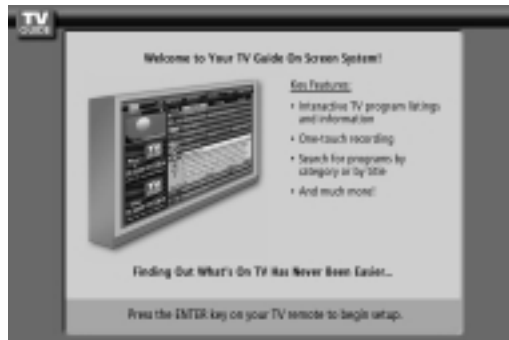 TV
GUIDE
Welcome to Your TV Guide On Screen System!
Key Features:
• Interactive TV program listings
and information
• One-touch recording
• Search for programs by
category or by title
• And much more!
Finding Out What's On TV Has Never Been Easier...
Press the ENTER key on your TV remote to begin setup.